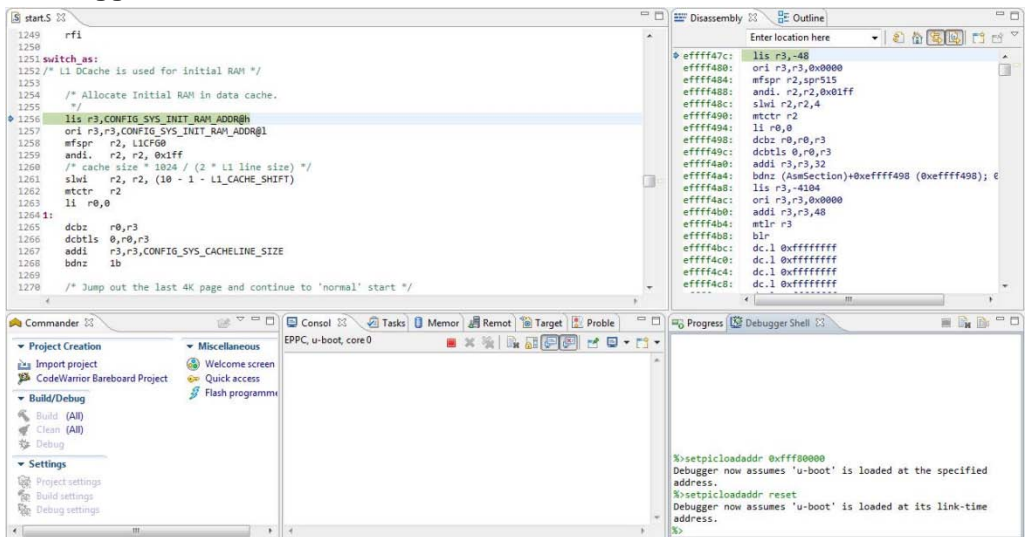 start.S
1249 rfi
1250
1251 switch_as:
1252 /* L1 DCache is used for initial RAM */
1253
1254 /* Allocate Initial RAM in data cache.
1255 */
1256 lis r3,CONFIG_SYS_INIT_RAM_ADDR@h
1257 ori r3,r3,CONFIG_SYS_INIT_RAM_ADDR@l
1258 mfspr r2, L1CFG0
1259 andi. r2, r2, 0x1ff
1260 /* cache size * 1024 / (2 * L1 line size) */
1261 slwi r2, r2, (10 - 1 - L1_CACHE_SHIFT)
1262 mtctr r2
1263 li r0,0
1264 1:
1265 dcbz r0,r3
1266 dcbtls 0,r0,r3
1267 addi r3,r3,CONFIG_SYS_CACHELINE_SIZE
1268 bdnz 1b
1269
1270 /* Jump out the last 4K page and continue to 'normal' start */
Disassembly Outline
Enter location here
effff47c: lis r3,-48
effff480: ori r3,r3,0x0000
effff484: mfspr r2,spr515
effff488: andi. r2,r2,0x01ff
effff48c: slwi r2,r2,4
effff490: mtctr r2
effff494: li r0,0
effff498: dcbz r0,r3
effff49c: dcbtls 0,r0,r3
effff4a0: addi r3,r3,32
effff4a4: bdnz (AsmSection)+0xeffff498 (0xeffff498); 0
effff4a8: lis r3,-4104
effff4ac: ori r3,r3,0x0000
effff4b0: addi r3,r3,48
effff4b4: mtlr r3
effff4b8: blr
effff4bc: dc.l 0xffffffff
effff4c0: dc.l 0xffffffff
effff4c4: dc.l 0xffffffff
effff4c8: dc.l 0xffffffff
Commander
Project Creation
Import project
CodeWarrior Bareboard Project
Build/Debug
Build (All)
Clean (All)
Debug
Settings
Project settings
Build settings
Debug settings
Miscellaneous
Welcome screen
Quick access
Flash programme
Consol Tasks Memor Remot Target Proble
EPPC, u-boot, core 0
Progress Debugger Shell
%>setpicloadaddr 0xfff80000
Debugger now assumes 'u-boot' is loaded at the specified
address.
%>setpicloadaddr reset
Debugger now assumes 'u-boot' is loaded at its link-time
address.
%>